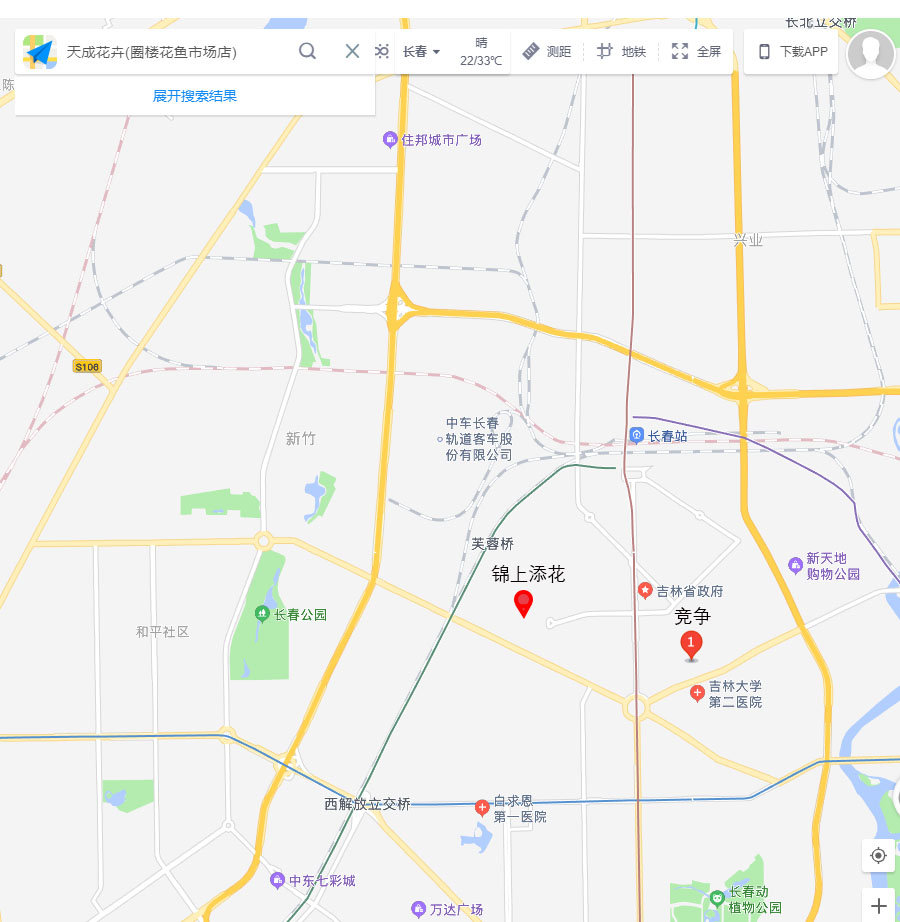 长北立交桥
天成花卉(圈楼花鱼市场店)
长春
晴
22/33℃
测距
地铁
全屏
下载APP
陈
展开搜索结果
住邦城市广场
兴业
S106
中车长春
轨道客车股
份有限公司
长春站
新竹
芙蓉桥
新天地
购物公园
锦上添花
吉林省政府
竞争
长春公园
和平社区
1
吉林大学
第二医院
西解放立交桥
白求恩
第一医院
中东七彩城
长春动
植物公园
万达广场